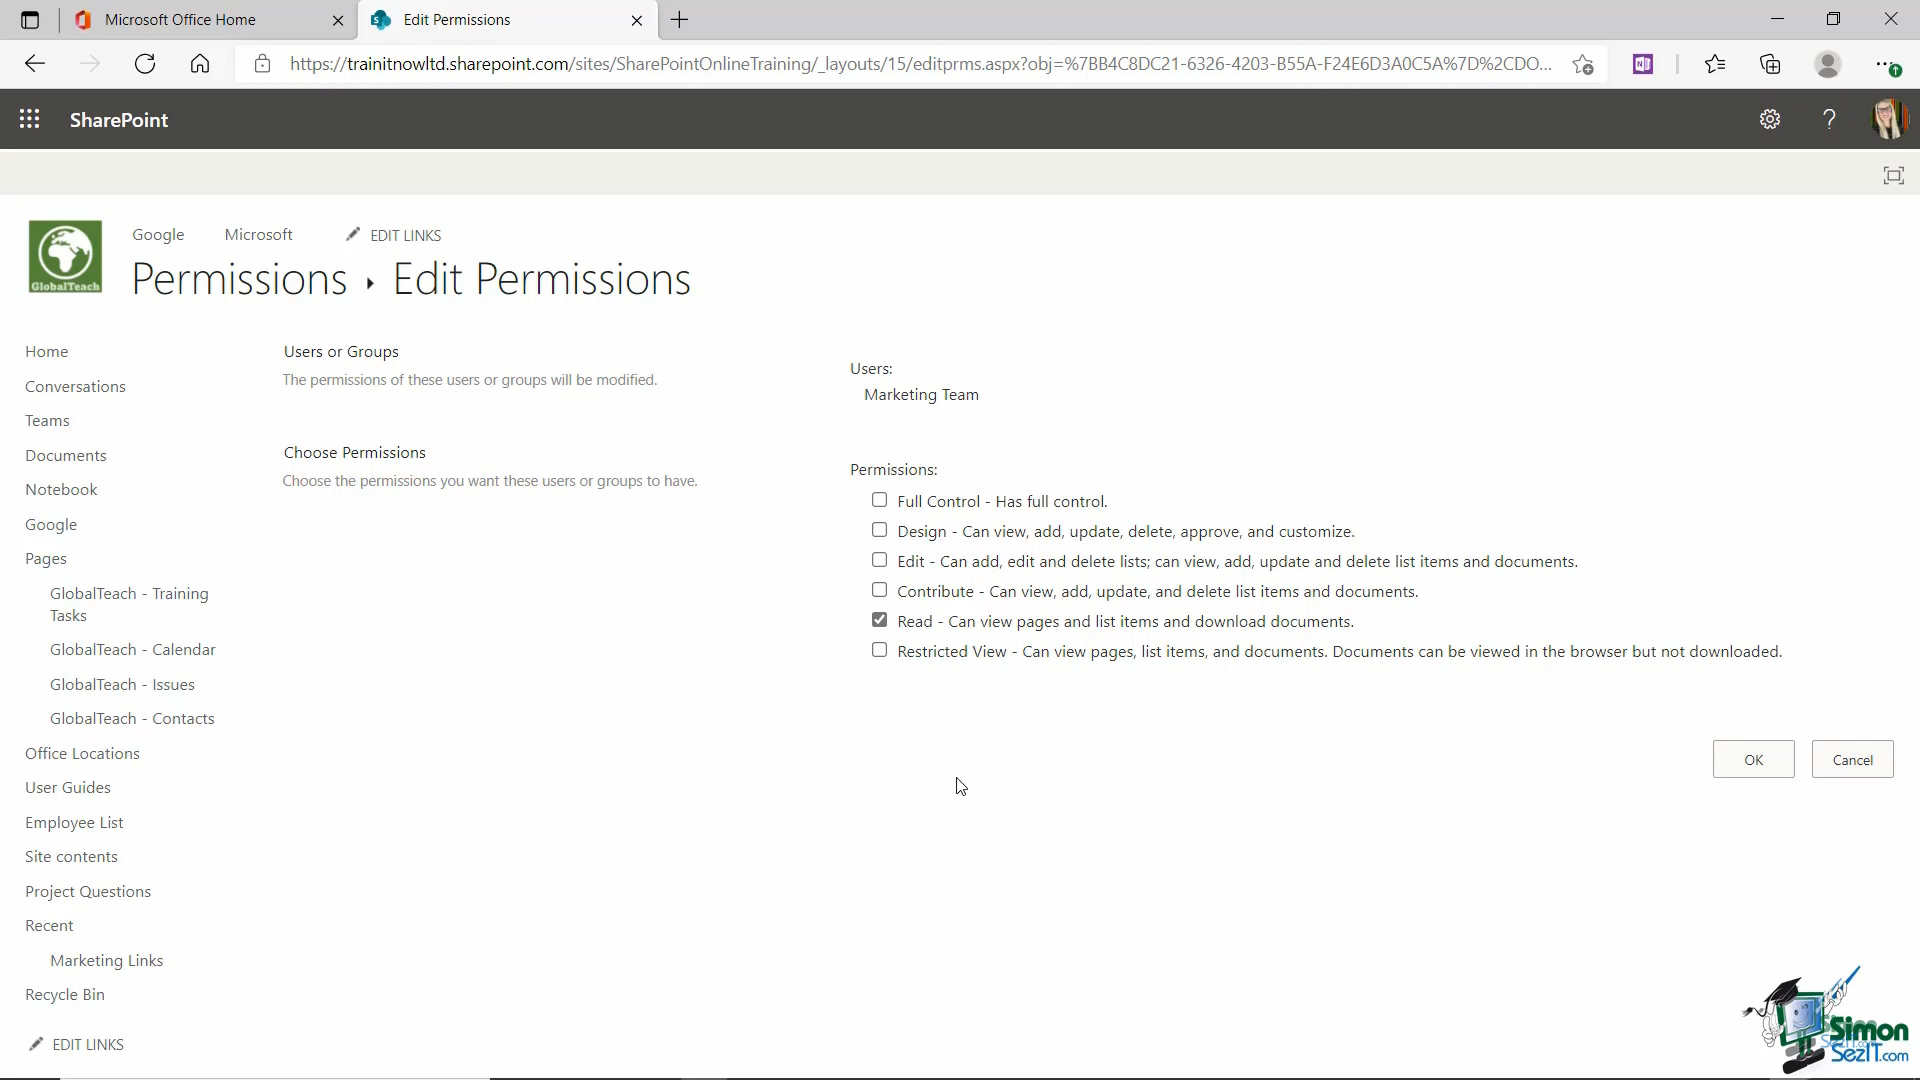 Microsoft Office Home
Edit Permissions
https://trainitnowltd.sharepoint.com/sites/SharePointOnlineTraining/_layouts/15/editprms.aspx?obj=%7BB4C8DC21-6326-4203-B55A-F24E6D3A0C5A%7D%2CDO...
SharePoint
?
GlobalTeach
Google
Microsoft
EDIT LINKS
Permissions ▸ Edit Permissions
Home
Conversations
Teams
Documents
Notebook
Google
Pages
GlobalTeach - Training
Tasks
GlobalTeach - Calendar
GlobalTeach - Issues
GlobalTeach - Contacts
Office Locations
User Guides
Employee List
Site contents
Project Questions
Recent
Marketing Links
Recycle Bin
EDIT LINKS
Users or Groups
The permissions of these users or groups will be modified.
Users:
Marketing Team
Choose Permissions
Choose the permissions you want these users or groups to have.
Permissions:
Full Control - Has full control.
Design - Can view, add, update, delete, approve, and customize.
Edit - Can add, edit and delete lists; can view, add, update and delete list items and documents.
Contribute - Can view, add, update, and delete list items and documents.
Read - Can view pages and list items and download documents.
Restricted View - Can view pages, list items, and documents. Documents can be viewed in the browser but not downloaded.
OK
Cancel
Simon
SezIT.com